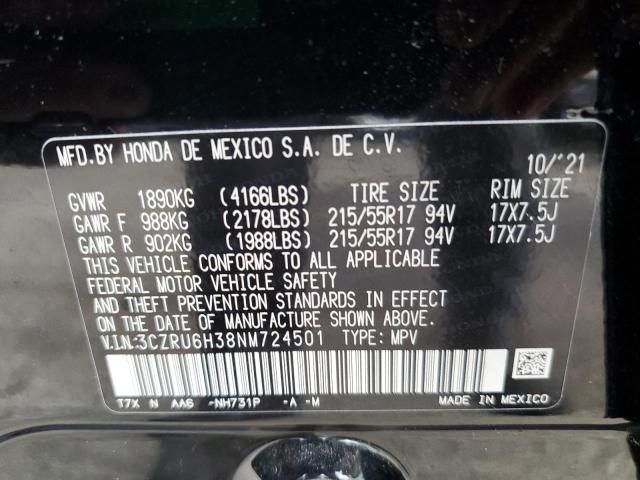 MFD.BY HONDA DE MEXICO S.A. DE C.V.
10/'21
GVWR 1890KG (4166LBS) TIRE SIZE RIM SIZE
GAWR F 988KG (2178LBS) 215/55R17 94V 17X7.5J
GAWR R 902KG (1988LBS) 215/55R17 94V 17X7.5J
THIS VEHICLE CONFORMS TO ALL APPLICABLE
FEDERAL MOTOR VEHICLE SAFETY
AND THEFT PREVENTION STANDARDS IN EFFECT
ON THE DATE OF MANUFACTURE SHOWN ABOVE.
V.I.N:3CZRU6H38NM724501 TYPE: MPV
T7X N AA6 -NH731P -A -M
MADE IN MEXICO